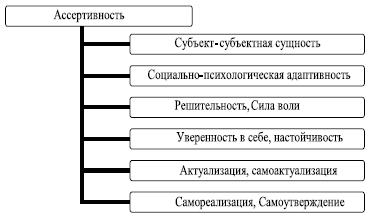 Ассертивность
Субъект-субъектная сущность
Социально-психологическая адаптивность
Решительность, Сила воли
Уверенность в себе, настойчивость
Актуализация, самоактуализация
Самореализация, Самоутверждение